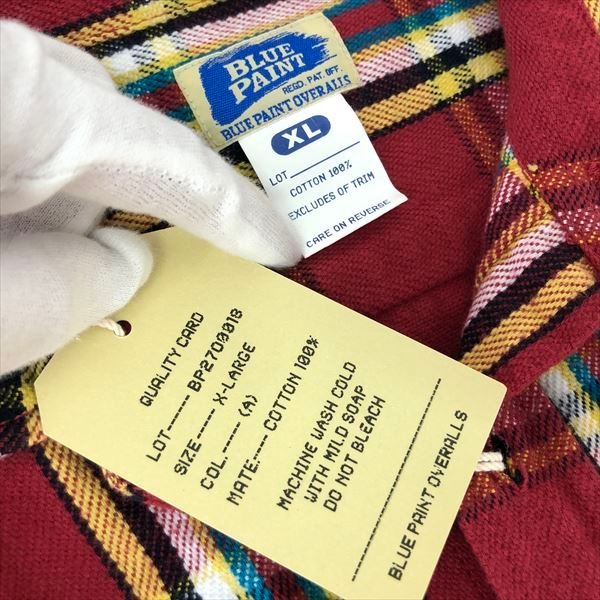 BLUE
PAINT
REGD. PAT. OFF.
BLUE PAINT OVERALLS
XL
LOT
COTTON 100%
EXCLUDES OF TRIM
CARE ON REVERSE
QUALITY CARD
LOT----- BP2700018
SIZE----- X-LARGE
COL.---- (A)
MATE:---- COTTON 100%
MACHINE WASH COLD
WITH MILD SOAP
DO NOT BLEACH
BLUE PAINT OVERALLS